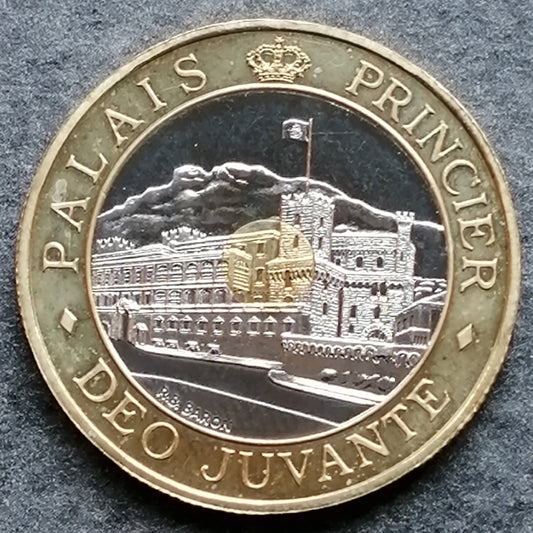 PALAIS PRINCIER
DEO JUVANTE
R.B. BARON